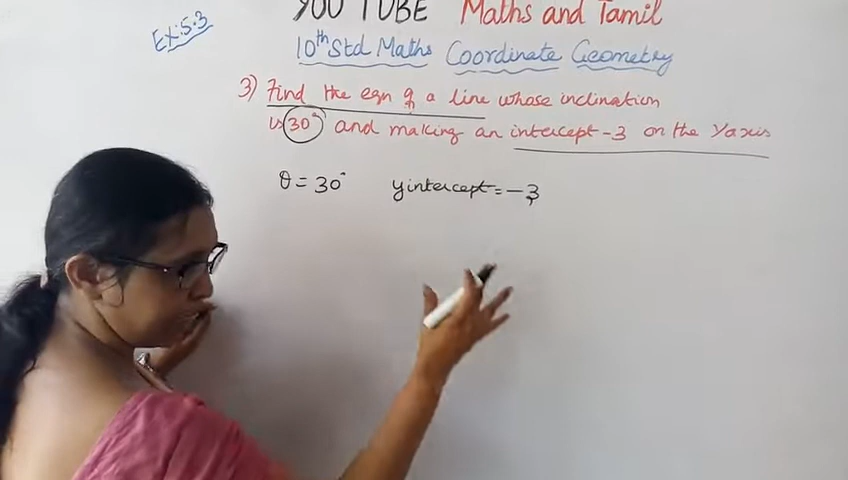 YOU TUBE Maths and Tamil
Ex:5.3
10th Std Maths Coordinate Geometry
3) Find the eqn of a line whose inclination
is 30° and making an intercept -3 on the Y axis
θ = 30° y intercept = -3